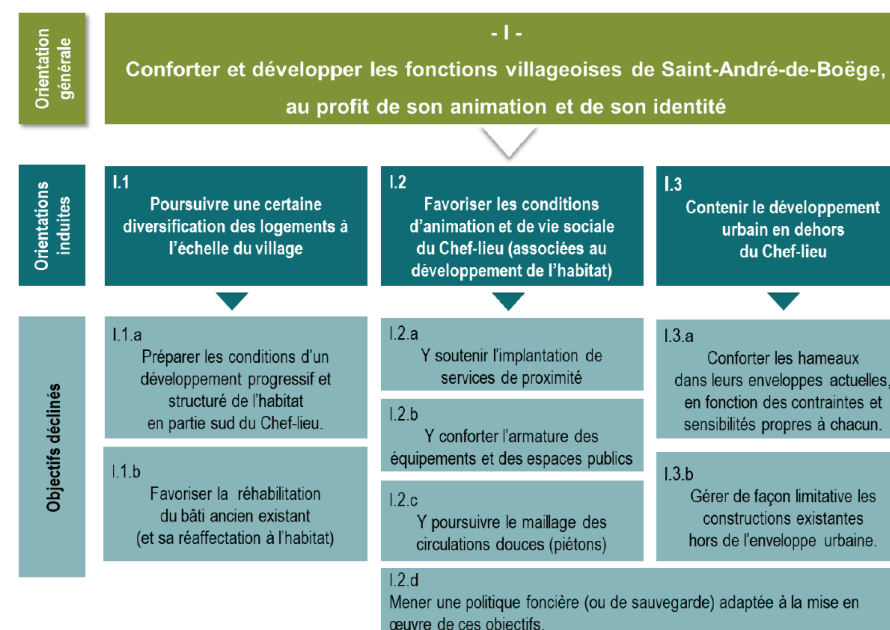 Orientation
générale
- I -
Conforter et développer les fonctions villageoises de Saint-André-de-Boëge,
au profit de son animation et de son identité
Orientations
induites
I.1
Poursuivre une certaine
diversification des logements à
l'échelle du village
I.2
Favoriser les conditions
d'animation et de vie sociale
du Chef-lieu (associées au
développement de l'habitat)
I.3
Contenir le développement
urbain en dehors
du Chef-lieu
Objectifs déclinés
I.1.a
Préparer les conditions d'un
développement progressif et
structuré de l'habitat
en partie sud du Chef-lieu.
I.1.b
Favoriser la réhabilitation
du bâti ancien existant
(et sa réaffectation à l'habitat)
I.2.a
Y soutenir l'implantation de
services de proximité
I.2.b
Y conforter l'armature des
équipements et des espaces publics
I.2.c
Y poursuivre le maillage des
circulations douces (piétons)
I.3.a
Conforter les hameaux
dans leurs enveloppes actuelles,
en fonction des contraintes et
sensibilités propres à chacun.
I.3.b
Gérer de façon limitative les
constructions existantes
hors de l'enveloppe urbaine.
I.2.d
Mener une politique foncière (ou de sauvegarde) adaptée à la mise en
œuvre de ces objectifs.